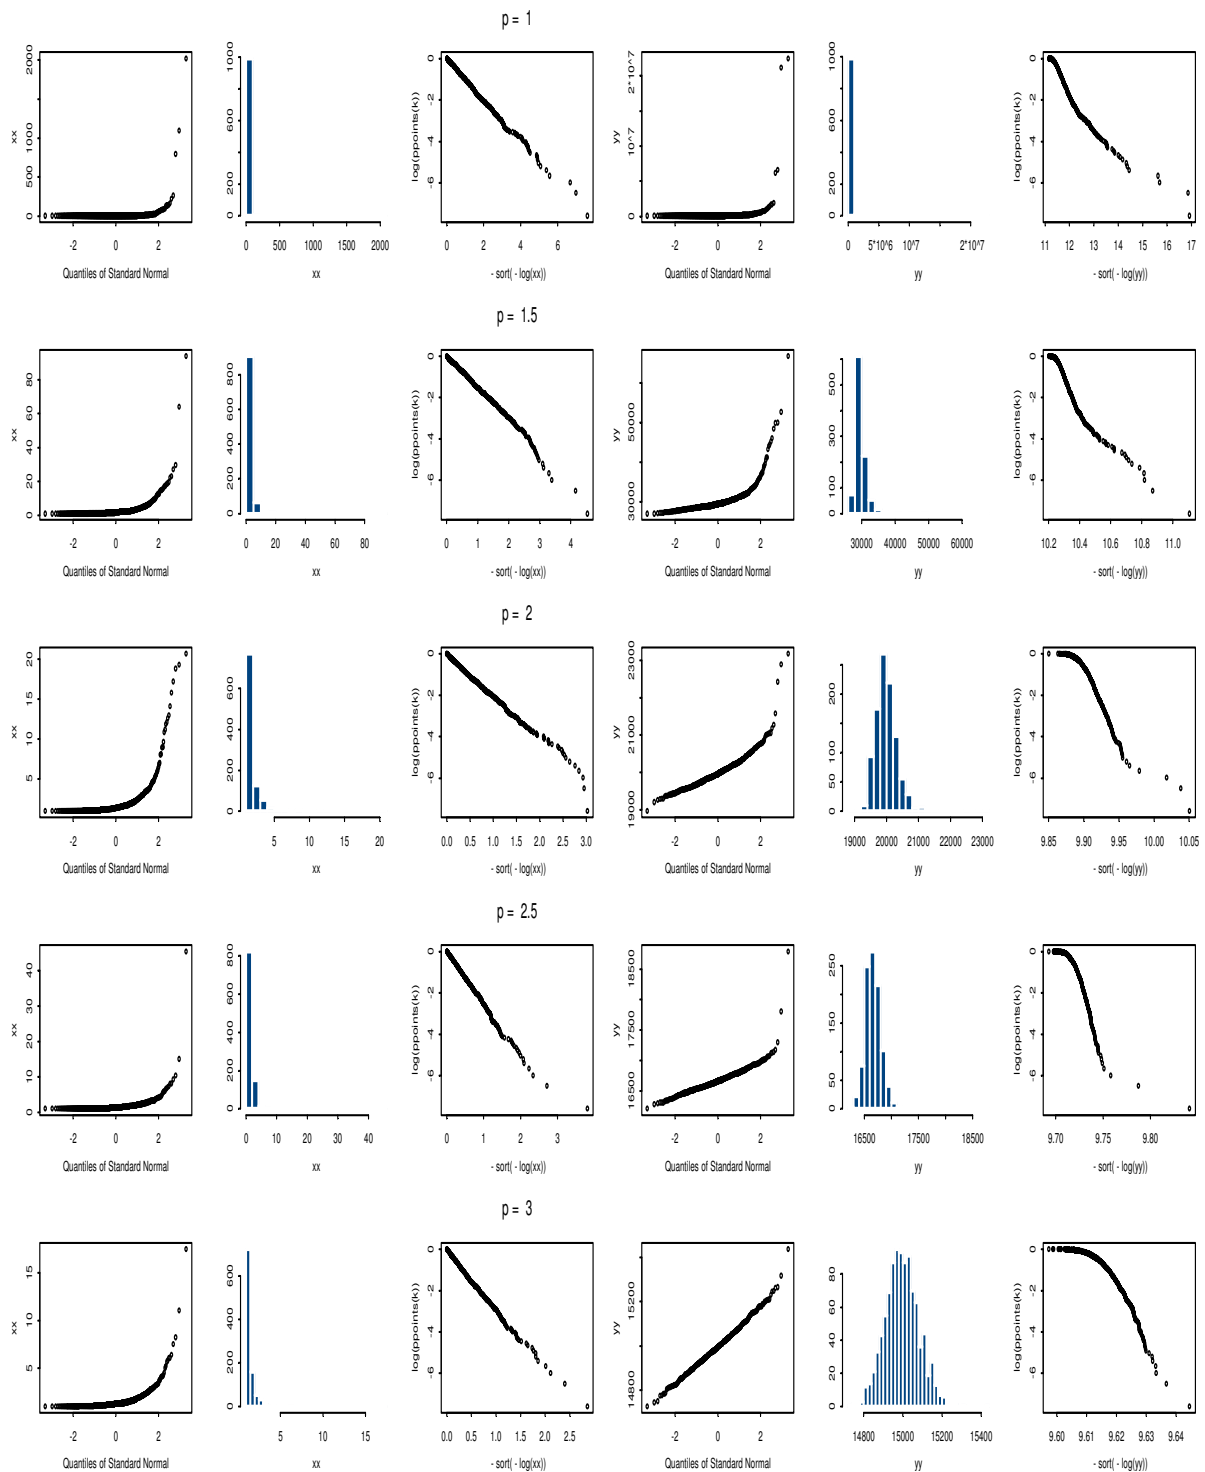 p = 1
xx
0 500 1000 2000
-2 0 2
Quantiles of Standard Normal
0 200 600 1000
0 500 1000 1500 2000
xx
log(ppoints(k))
-6 -4 -2 0
0 2 4 6
- sort( - log(xx))
yy
0 10^7 2*10^7
-2 0 2
Quantiles of Standard Normal
0 200 600 1000
0 5*10^6 10^7 2*10^7
yy
log(ppoints(k))
-6 -4 -2 0
11 12 13 14 15 16 17
- sort( - log(yy))
p = 1.5
xx
0 20 40 60 80
-2 0 2
Quantiles of Standard Normal
0 200 400 600 800
0 20 40 60 80
xx
log(ppoints(k))
-6 -4 -2 0
0 1 2 3 4
- sort( - log(xx))
yy
30000 50000
-2 0 2
Quantiles of Standard Normal
0 100 300 500
30000 40000 50000 60000
yy
log(ppoints(k))
-6 -4 -2 0
10.2 10.4 10.6 10.8 11.0
- sort( - log(yy))
p = 2
xx
5 10 15 20
-2 0 2
Quantiles of Standard Normal
0 200 400 600
5 10 15 20
xx
log(ppoints(k))
-6 -4 -2 0
0.0 0.5 1.0 1.5 2.0 2.5 3.0
- sort( - log(xx))
yy
19000 21000 23000
-2 0 2
Quantiles of Standard Normal
0 50 100 200
19000 20000 21000 22000 23000
yy
log(ppoints(k))
-6 -4 -2 0
9.85 9.90 9.95 10.00 10.05
- sort( - log(yy))
p = 2.5
xx
0 10 20 30 40
-2 0 2
Quantiles of Standard Normal
0 200 400 600 800
0 10 20 30 40
xx
log(ppoints(k))
-6 -4 -2 0
0 1 2 3
- sort( - log(xx))
yy
16500 17500 18500
-2 0 2
Quantiles of Standard Normal
0 50 150 250
16500 17500 18500
yy
log(ppoints(k))
-6 -4 -2 0
9.70 9.75 9.80
- sort( - log(yy))
p = 3
xx
5 10 15
-2 0 2
Quantiles of Standard Normal
0 200 400 600
5 10 15
xx
log(ppoints(k))
-6 -4 -2 0
0.0 0.5 1.0 1.5 2.0 2.5
- sort( - log(xx))
yy
14800 15200
-2 0 2
Quantiles of Standard Normal
0 20 40 60 80
14800 15000 15200 15400
yy
log(ppoints(k))
-6 -4 -2 0
9.60 9.61 9.62 9.63 9.64
- sort( - log(yy))